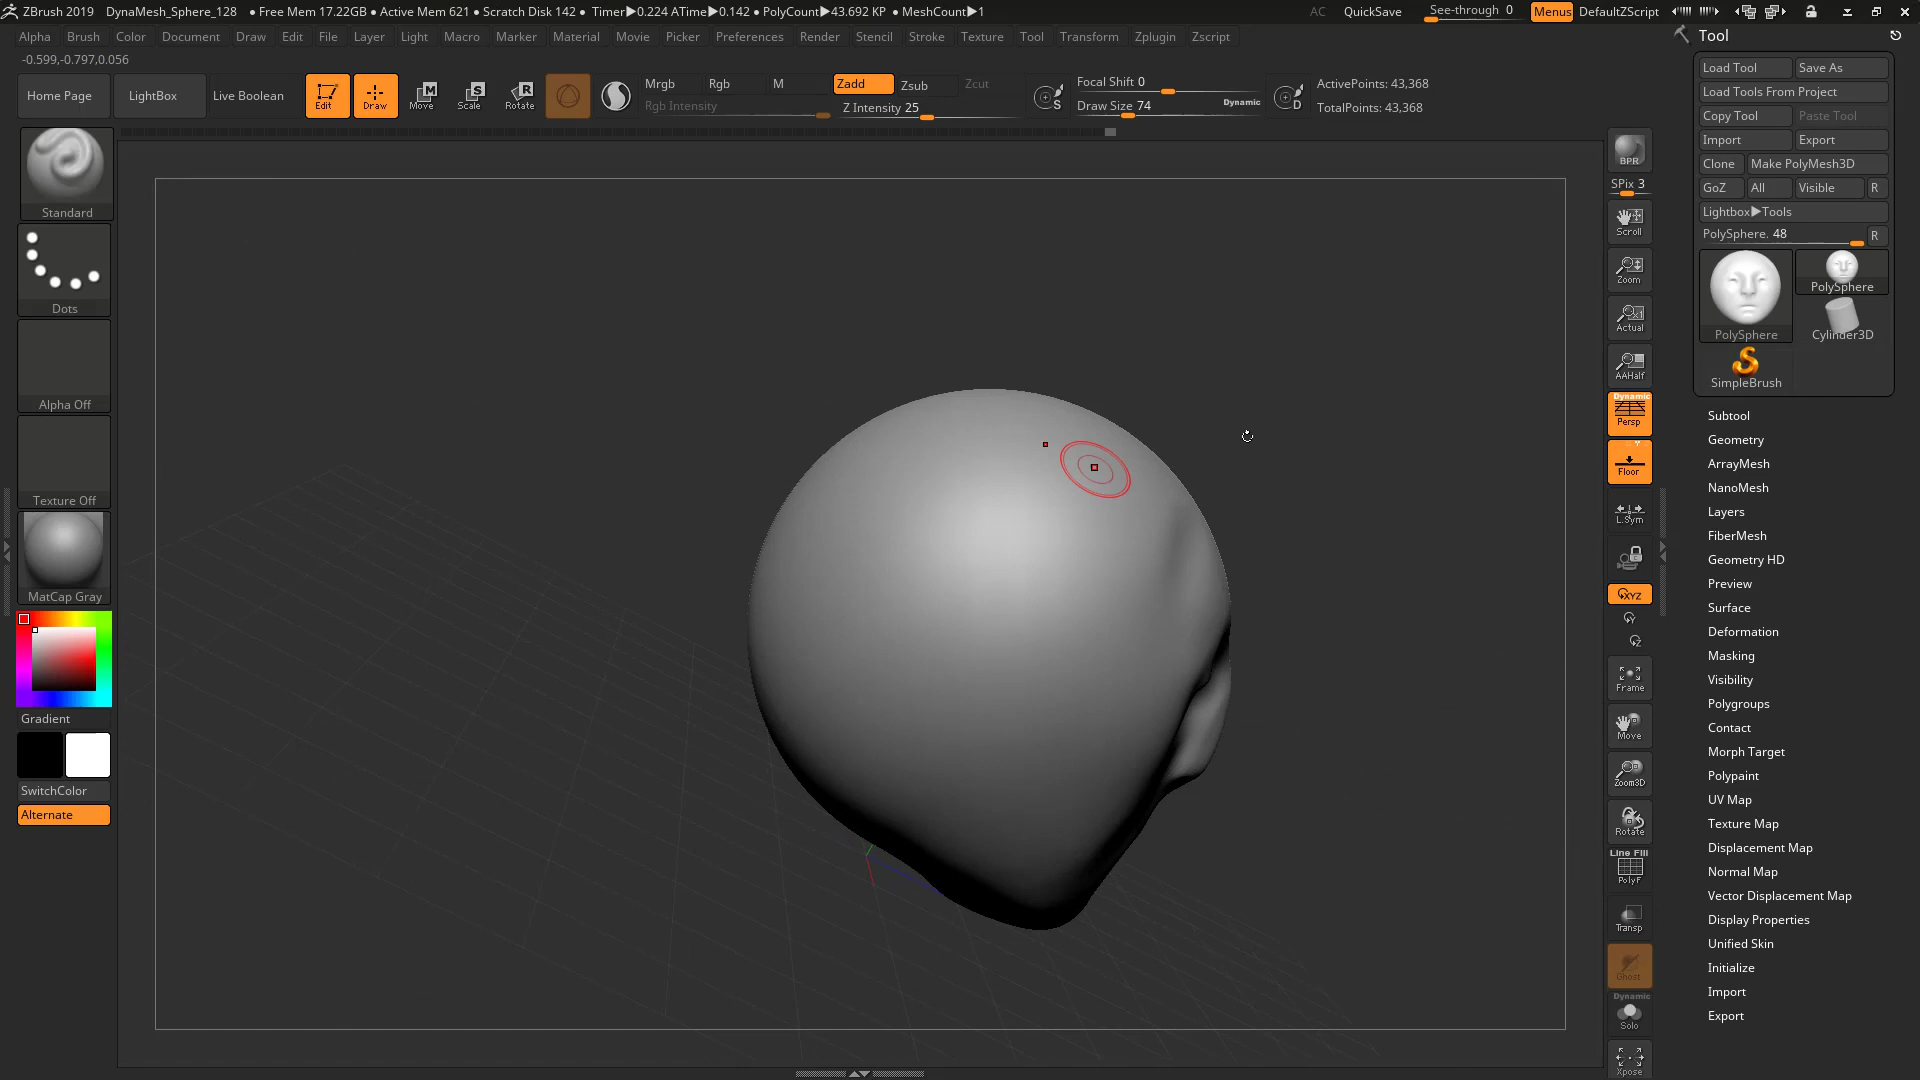 ZBrush 2019 DynaMesh_Sphere_128 ● Free Mem 17.22GB ● Active Mem 621 ● Scratch Disk 142 ● Timer▶0.224 ATime▶0.142 ● PolyCount▶43.692 KP ● MeshCount▶1 AC QuickSave See-through 0 Menus DefaultZScript
Alpha Brush Color Document Draw Edit File Layer Light Macro Marker Material Movie Picker Preferences Render Stencil Stroke Texture Tool Transform Zplugin Zscript
-0.599,-0.797,0.056
Home Page LightBox Live Boolean Edit Draw Move Scale Rotate
Mrgb Rgb M Zadd Zsub Zcut
Rgb Intensity Z Intensity 25
S
Focal Shift 0
Draw Size 74 Dynamic
D
ActivePoints: 43,368
TotalPoints: 43,368
Standard
Dots
Alpha Off
Texture Off
MatCap Gray
Gradient
SwitchColor
Alternate
BPR
SPix 3
Scroll
Zoom
Actual
AAHalf
Dynamic
Persp
Floor
L.Sym
XYZ
Y
Z
Frame
Move
Zoom3D
Rotate
Line Fill
PolyF
Transp
Ghost
Dynamic
Solo
Xpose
Tool
Load Tool Save As
Load Tools From Project
Copy Tool Paste Tool
Import Export
Clone Make PolyMesh3D
GoZ All Visible R
Lightbox▶Tools
PolySphere. 48 R
PolySphere
PolySphere
Cylinder3D
SimpleBrush
Subtool
Geometry
ArrayMesh
NanoMesh
Layers
FiberMesh
Geometry HD
Preview
Surface
Deformation
Masking
Visibility
Polygroups
Contact
Morph Target
Polypaint
UV Map
Texture Map
Displacement Map
Normal Map
Vector Displacement Map
Display Properties
Unified Skin
Initialize
Import
Export